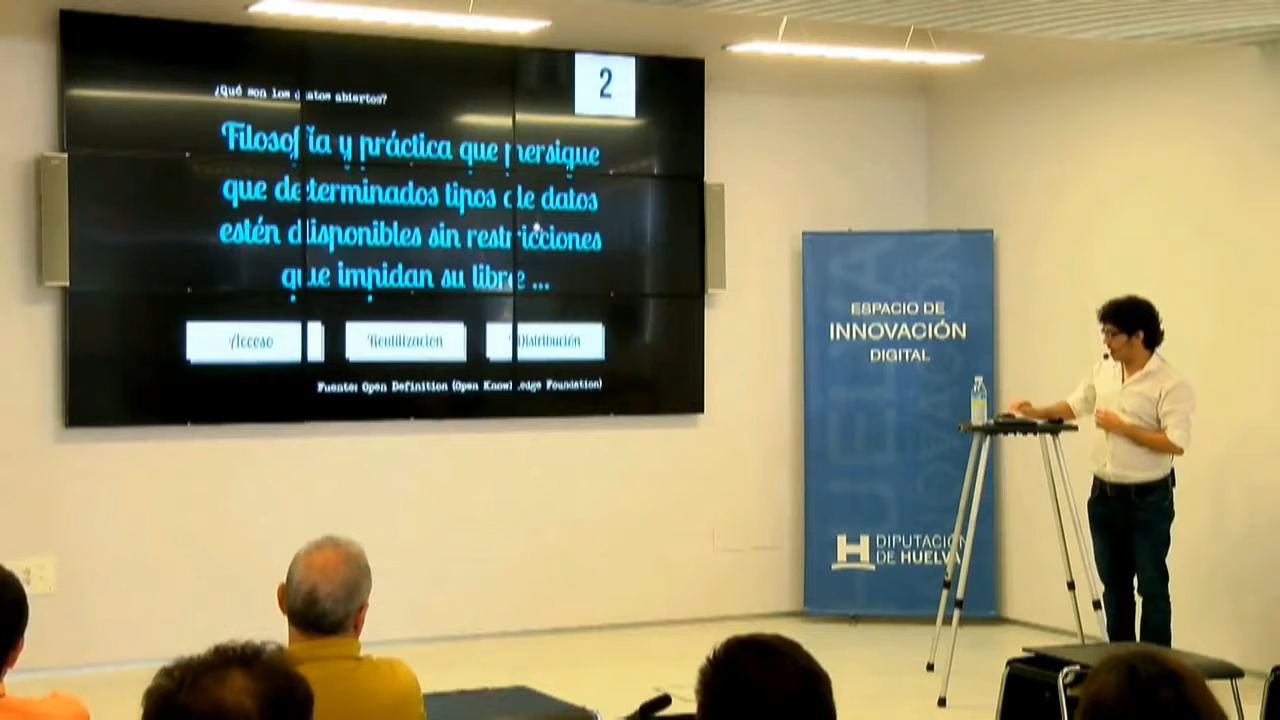 2
¿Qué son los datos abiertos?
Filosofía y práctica que persigue
que determinados tipos de datos
estén disponibles sin restricciones
que impidan su libre ...
Acceso
Reutilización
Distribución
Fuente: Open Definition (Open Knowledge Foundation)
ESPACIO DE
INNOVACIÓN
DIGITAL
DIPUTACIÓN
DE HUELVA
HUELVA
INNOVACIÓN